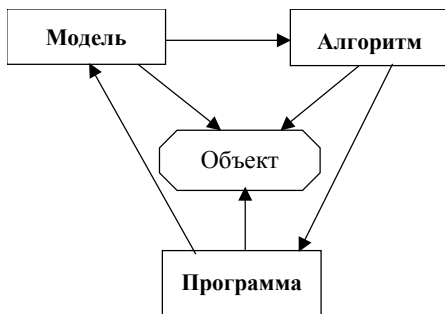 Модель
Алгоритм
Объект
Программа